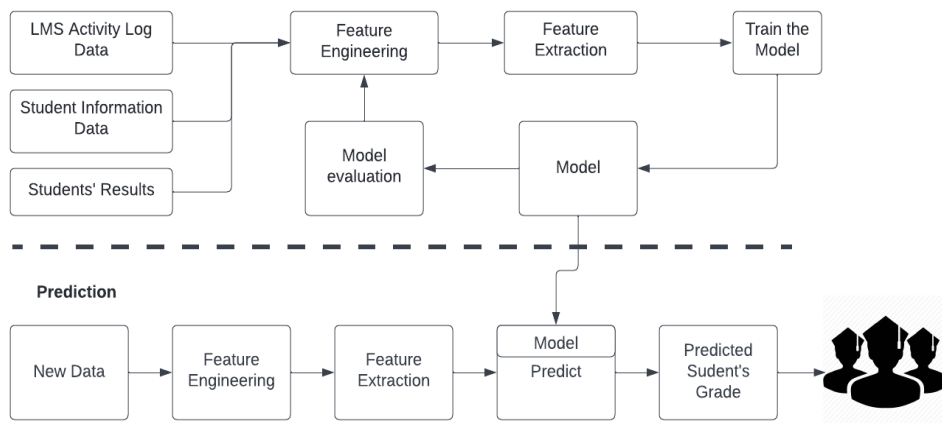 LMS Activity Log
Data
Feature
Engineering
Feature
Extraction
Train the
Model
Student Information
Data
Students' Results
Model
evaluation
Model
Prediction
New Data
Feature
Engineering
Feature
Extraction
Model
Predict
Predicted
Sudent's
Grade